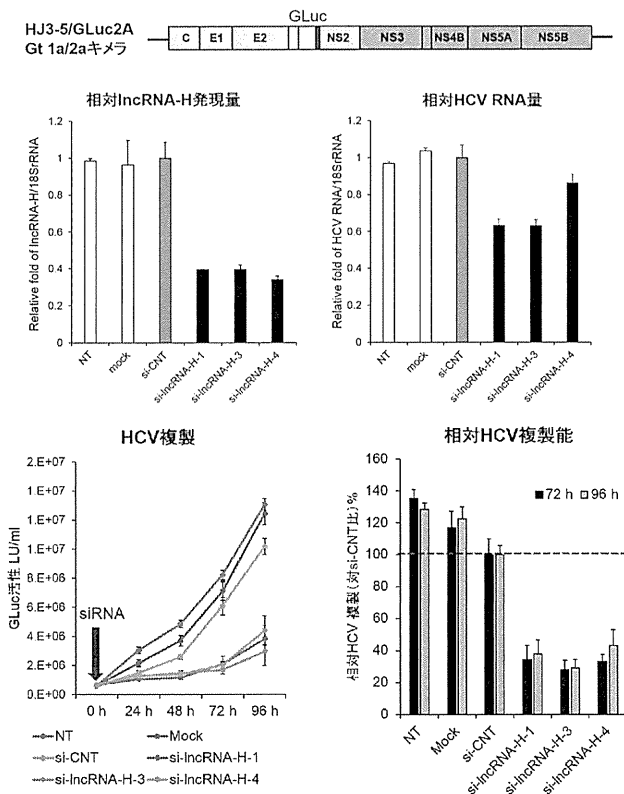 GLuc
HJ3-5/GLuc2A
Gt 1a/2aキメラ
C E1 E2 NS2 NS3 NS4B NS5A NS5B
相対lncRNA-H発現量
Relative fold of lncRNA-H/18SrRNA
1.2
1
0.8
0.6
0.4
0.2
0
NT
mock
si-CNT
si-lncRNA-H-1
si-lncRNA-H-3
si-lncRNA-H-4
相対HCV RNA量
Relative fold of HCV RNA/18SrRNA
1.2
1
0.8
0.6
0.4
0.2
0
NT
mock
si-CNT
si-lncRNA-H-1
si-lncRNA-H-3
si-lncRNA-H-4
HCV複製
GLuc活性 LU/ml
2.E+07
1.E+07
1.E+07
1.E+07
8.E+06
6.E+06
4.E+06
2.E+06
0.E+00
siRNA
0 h 24 h 48 h 72 h 96 h
NT
Mock
si-CNT
si-lncRNA-H-1
si-lncRNA-H-3
si-lncRNA-H-4
相対HCV複製能
相対HCV 複製(対si-CNT比)%
160
140
120
100
80
60
40
20
0
72 h 96 h
NT
Mock
si-CNT
si-lncRNA-H-1
si-lncRNA-H-3
si-lncRNA-H-4